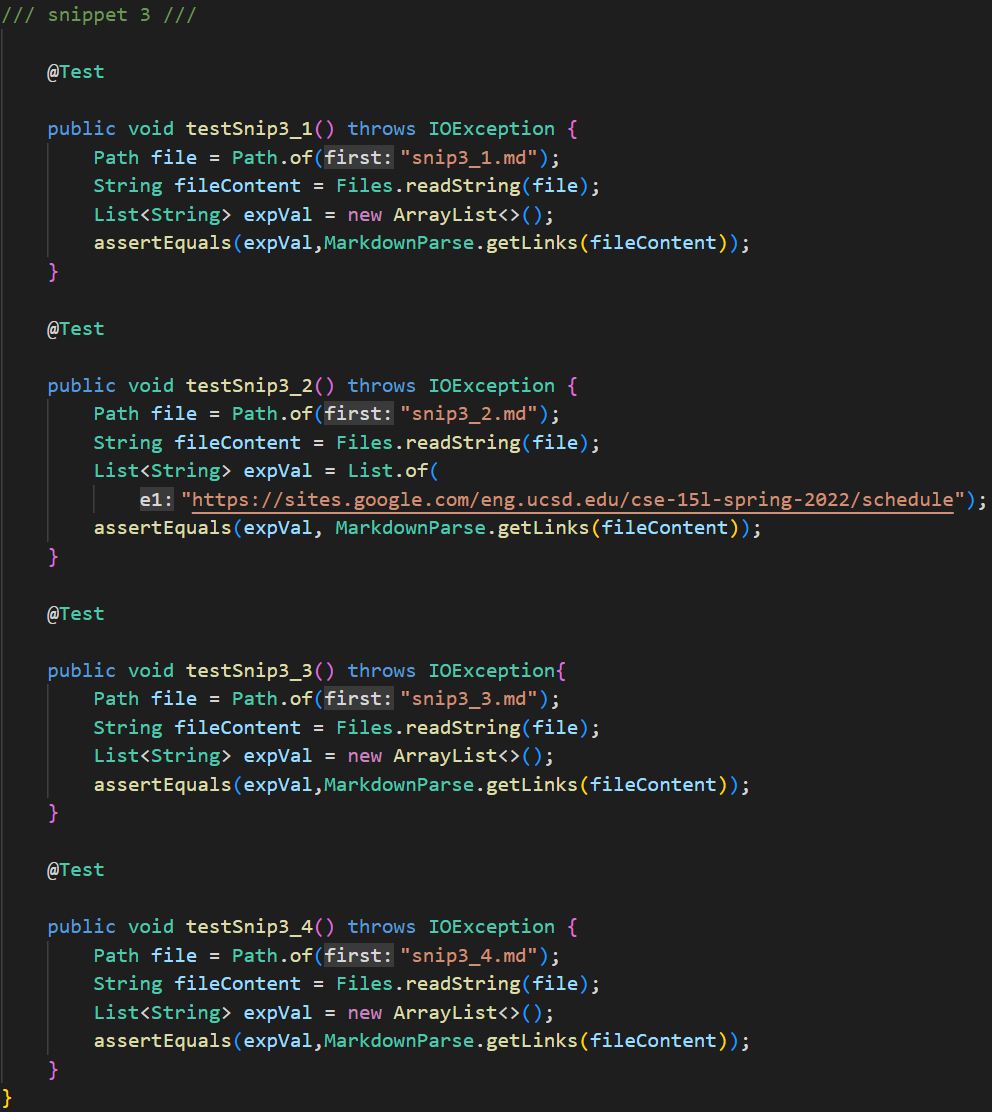 /// snippet 3 ///
@Test
public void testSnip3_1() throws IOException {
Path file = Path.of(first: "snip3_1.md");
String fileContent = Files.readString(file);
List<String> expVal = new ArrayList<>();
assertEquals(expVal,MarkdownParse.getLinks(fileContent));
}
@Test
public void testSnip3_2() throws IOException {
Path file = Path.of(first: "snip3_2.md");
String fileContent = Files.readString(file);
List<String> expVal = List.of(
e1: "https://sites.google.com/eng.ucsd.edu/cse-15l-spring-2022/schedule");
assertEquals(expVal, MarkdownParse.getLinks(fileContent));
}
@Test
public void testSnip3_3() throws IOException{
Path file = Path.of(first: "snip3_3.md");
String fileContent = Files.readString(file);
List<String> expVal = new ArrayList<>();
assertEquals(expVal,MarkdownParse.getLinks(fileContent));
}
@Test
public void testSnip3_4() throws IOException {
Path file = Path.of(first: "snip3_4.md");
String fileContent = Files.readString(file);
List<String> expVal = new ArrayList<>();
assertEquals(expVal,MarkdownParse.getLinks(fileContent));
}
}